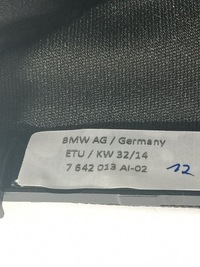 BMW AG / Germany
ETU / KW 32/14
7 642 013 AI-02
12